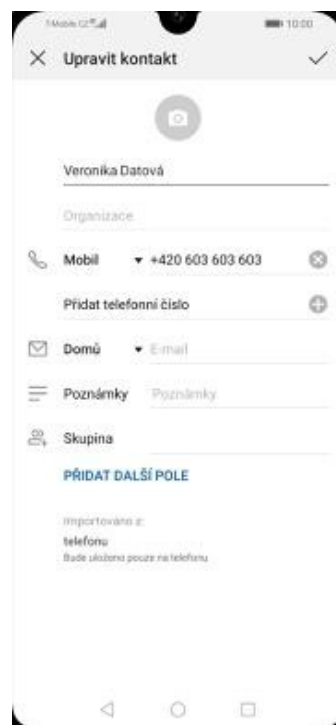 T-Mobile CZ 10:00
Upravit kontakt
Veronika Datová
Organizace
Mobil +420 603 603 603
Přidat telefonní číslo
Domů E-mail
Poznámky Poznámky
Skupina
PŘIDAT DALŠÍ POLE
Importováno z:
telefonu
Bude uloženo pouze na telefonu